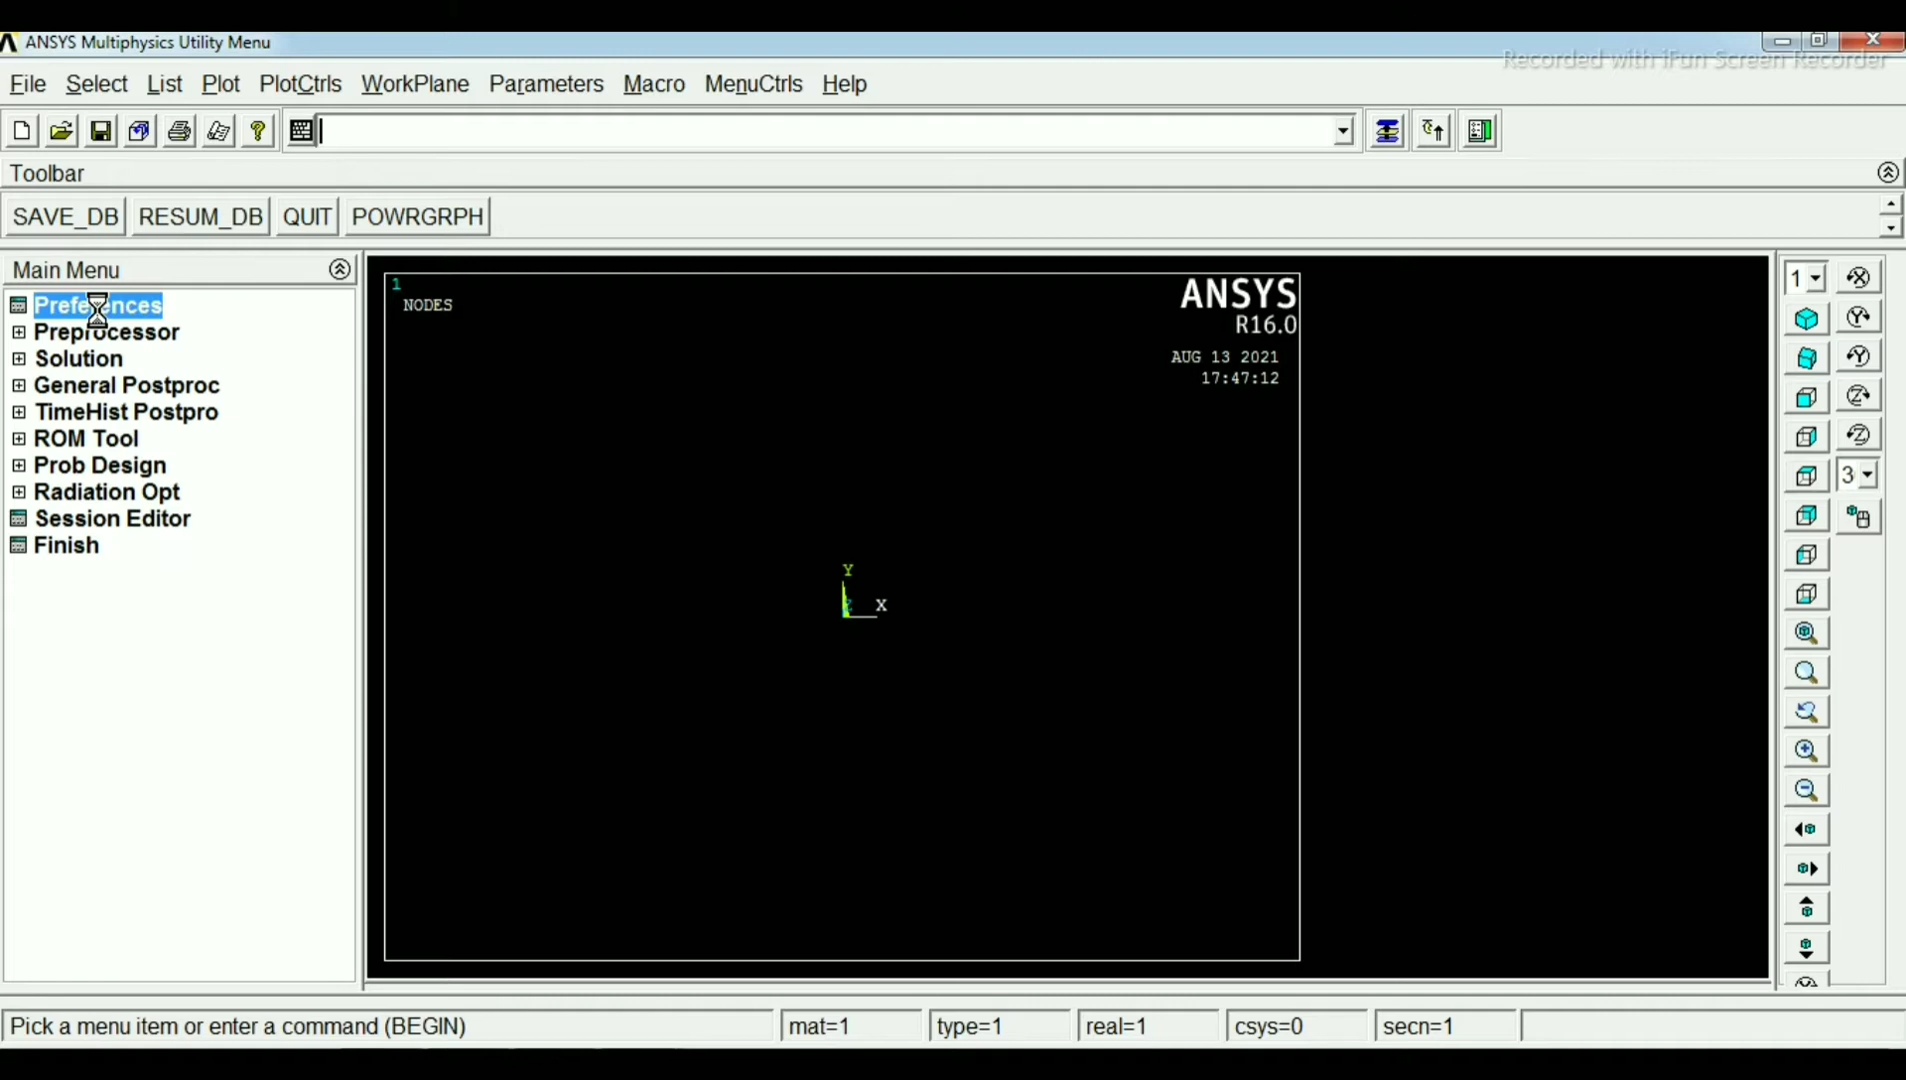 ANSYS Multiphysics Utility Menu
Recorded with iFun Screen Recorder
File Select List Plot PlotCtrls WorkPlane Parameters Macro MenuCtrls Help
Toolbar
SAVE_DB RESUM_DB QUIT POWRGRPH
Main Menu
Preferences
Preprocessor
Solution
General Postproc
TimeHist Postpro
ROM Tool
Prob Design
Radiation Opt
Session Editor
Finish
1
NODES
ANSYS
R16.0
AUG 13 2021
17:47:12
Y
Z X
1
3
Pick a menu item or enter a command (BEGIN) mat=1 type=1 real=1 csys=0 secn=1